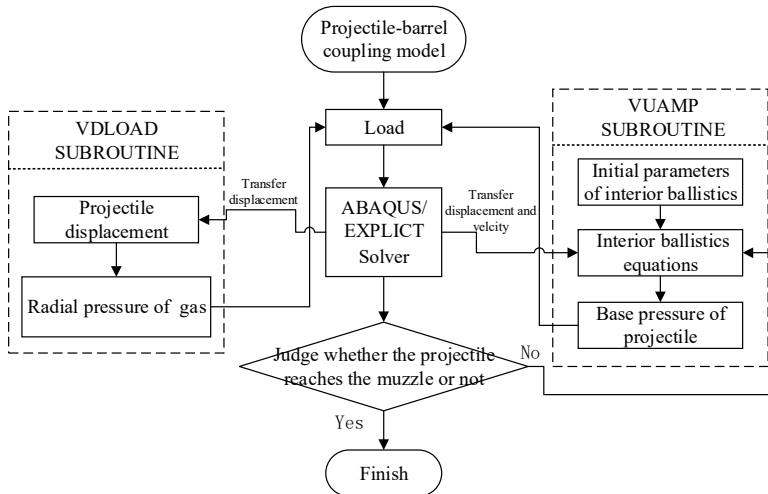 Projectile-barrel
coupling model
VDLOAD
SUBROUTINE
Load
VUAMP
SUBROUTINE
Initial parameters
of interior ballistics
Transfer
displacement
Transfer
displacement and
velcity
Projectile
displacement
ABAQUS/
EXPLICT
Solver
Interior ballistics
equations
Radial pressure of gas
Base pressure of
projectile
Judge whether the projectile
reaches the muzzle or not
No
Yes
Finish